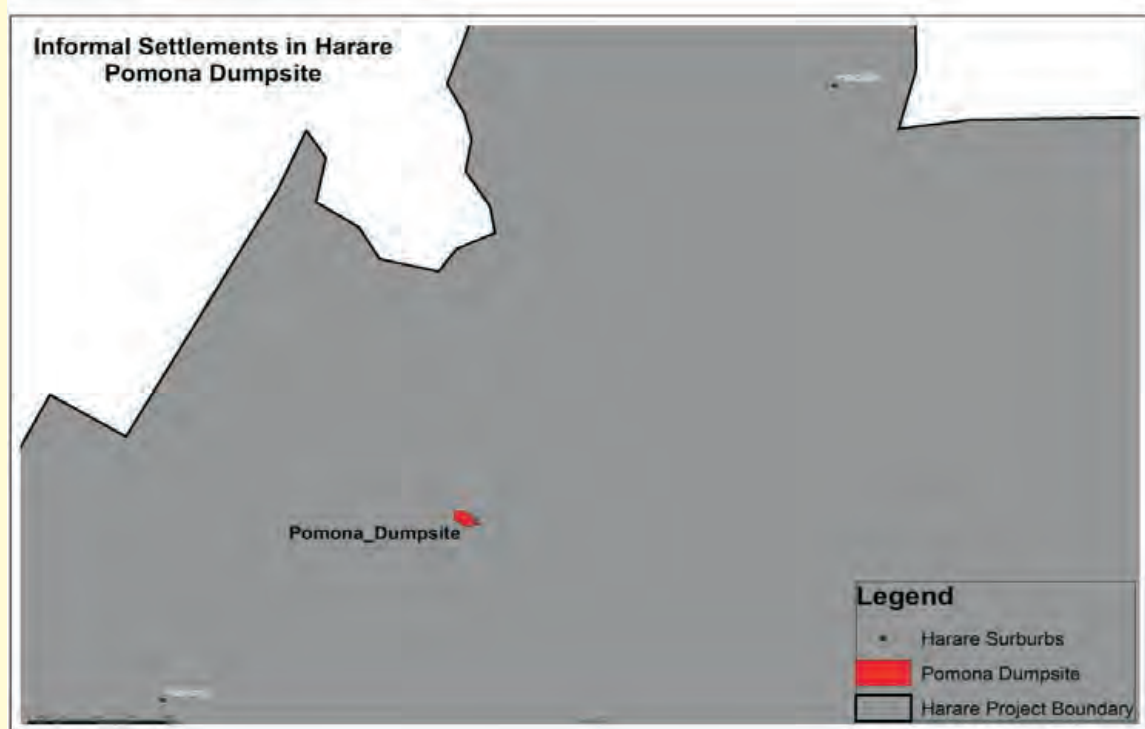 Informal Settlements in Harare
Pomona Dumpsite
Pomona_Dumpsite
Legend
Harare Surburbs
Pomona Dumpsite
Harare Project Boundary